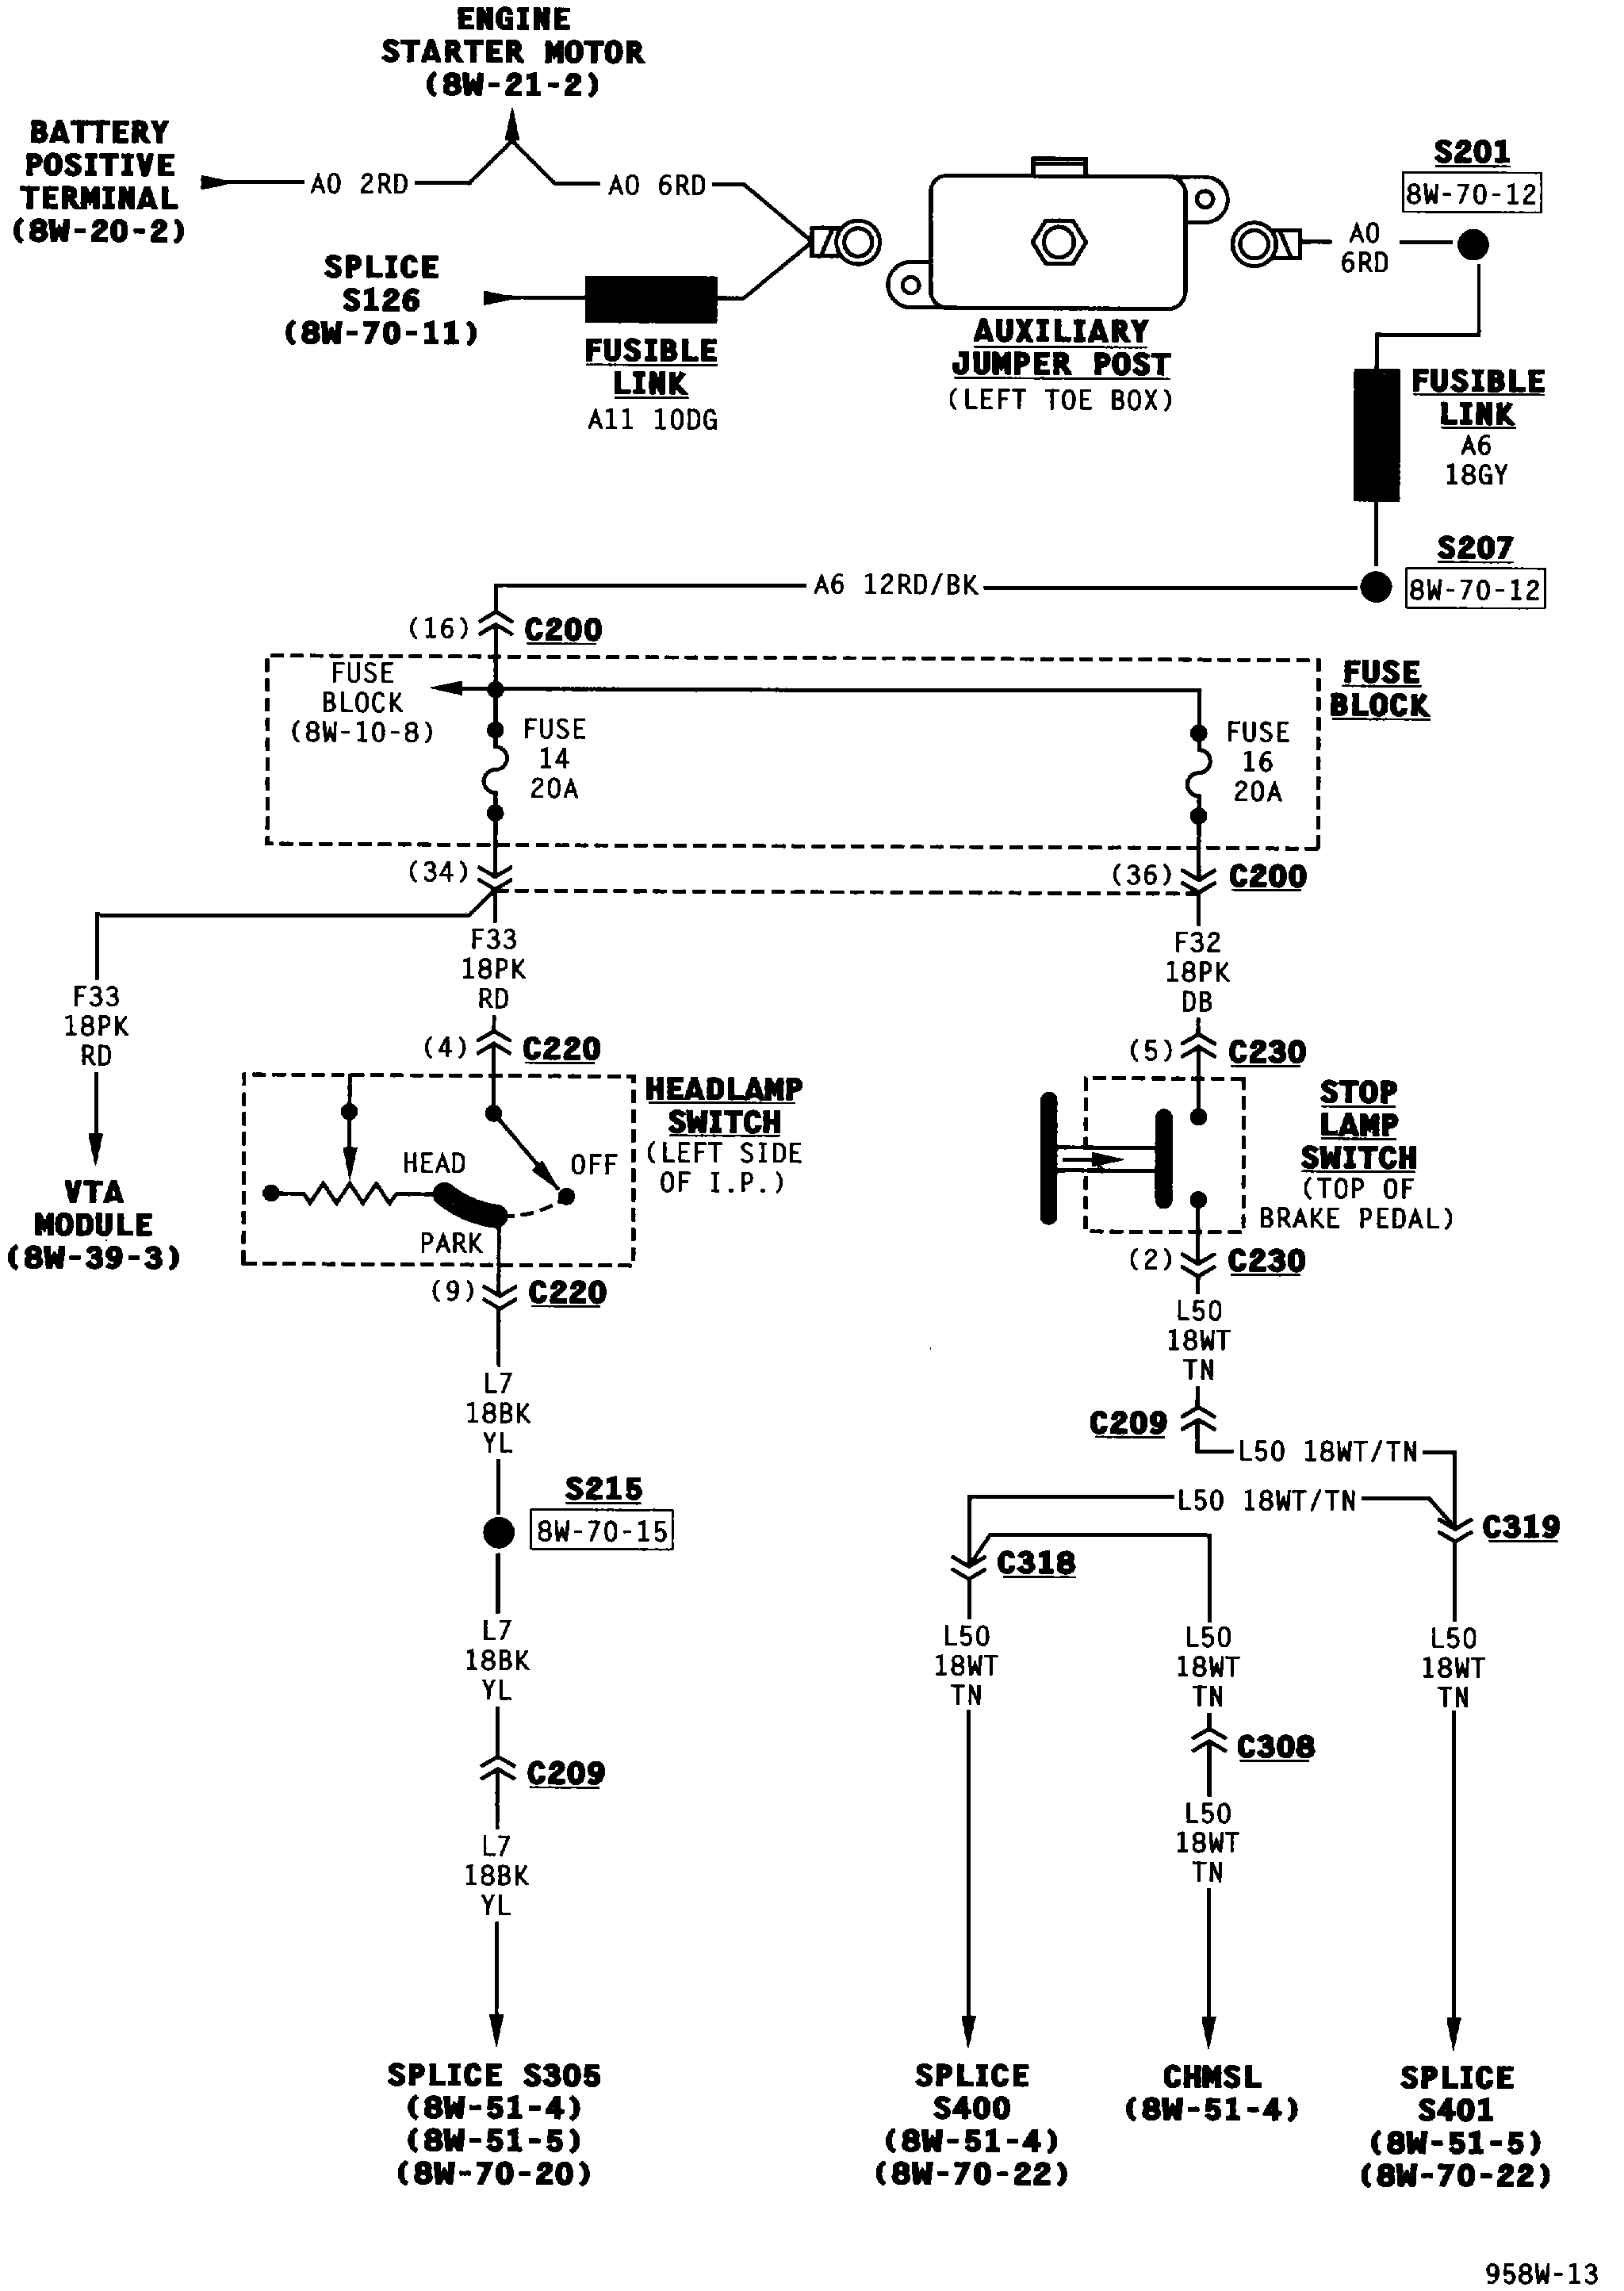 ENGINE
STARTER MOTOR
(8W-21-2)
BATTERY
POSITIVE
TERMINAL
(8W-20-2)
A0 2RD
A0 6RD
SPLICE
S126
(8W-70-11)
FUSIBLE
LINK
A11 10DG
AUXILIARY
JUMPER POST
(LEFT TOE BOX)
S201
8W-70-12
A0
6RD
FUSIBLE
LINK
A6
18GY
S207
8W-70-12
A6 12RD/BK
(16)
C200
FUSE
BLOCK
(8W-10-8)
FUSE
14
20A
FUSE
16
20A
FUSE
BLOCK
(34)
(36)
C200
F33
18PK
RD
F33
18PK
RD
F32
18PK
DB
VTA
MODULE
(8W-39-3)
(4)
C220
HEADLAMP
SWITCH
(LEFT SIDE
OF I.P.)
HEAD
OFF
PARK
(9)
C220
(5)
C230
STOP
LAMP
SWITCH
(TOP OF
BRAKE PEDAL)
(2)
C230
L7
18BK
YL
S215
8W-70-15
L7
18BK
YL
C209
L7
18BK
YL
SPLICE S305
(8W-51-4)
(8W-51-5)
(8W-70-20)
L50
18WT
TN
C209
L50 18WT/TN
L50 18WT/TN
C319
C318
L50
18WT
TN
L50
18WT
TN
L50
18WT
TN
C308
L50
18WT
TN
SPLICE
S400
(8W-51-4)
(8W-70-22)
CHMSL
(8W-51-4)
SPLICE
S401
(8W-51-5)
(8W-70-22)
958W-13